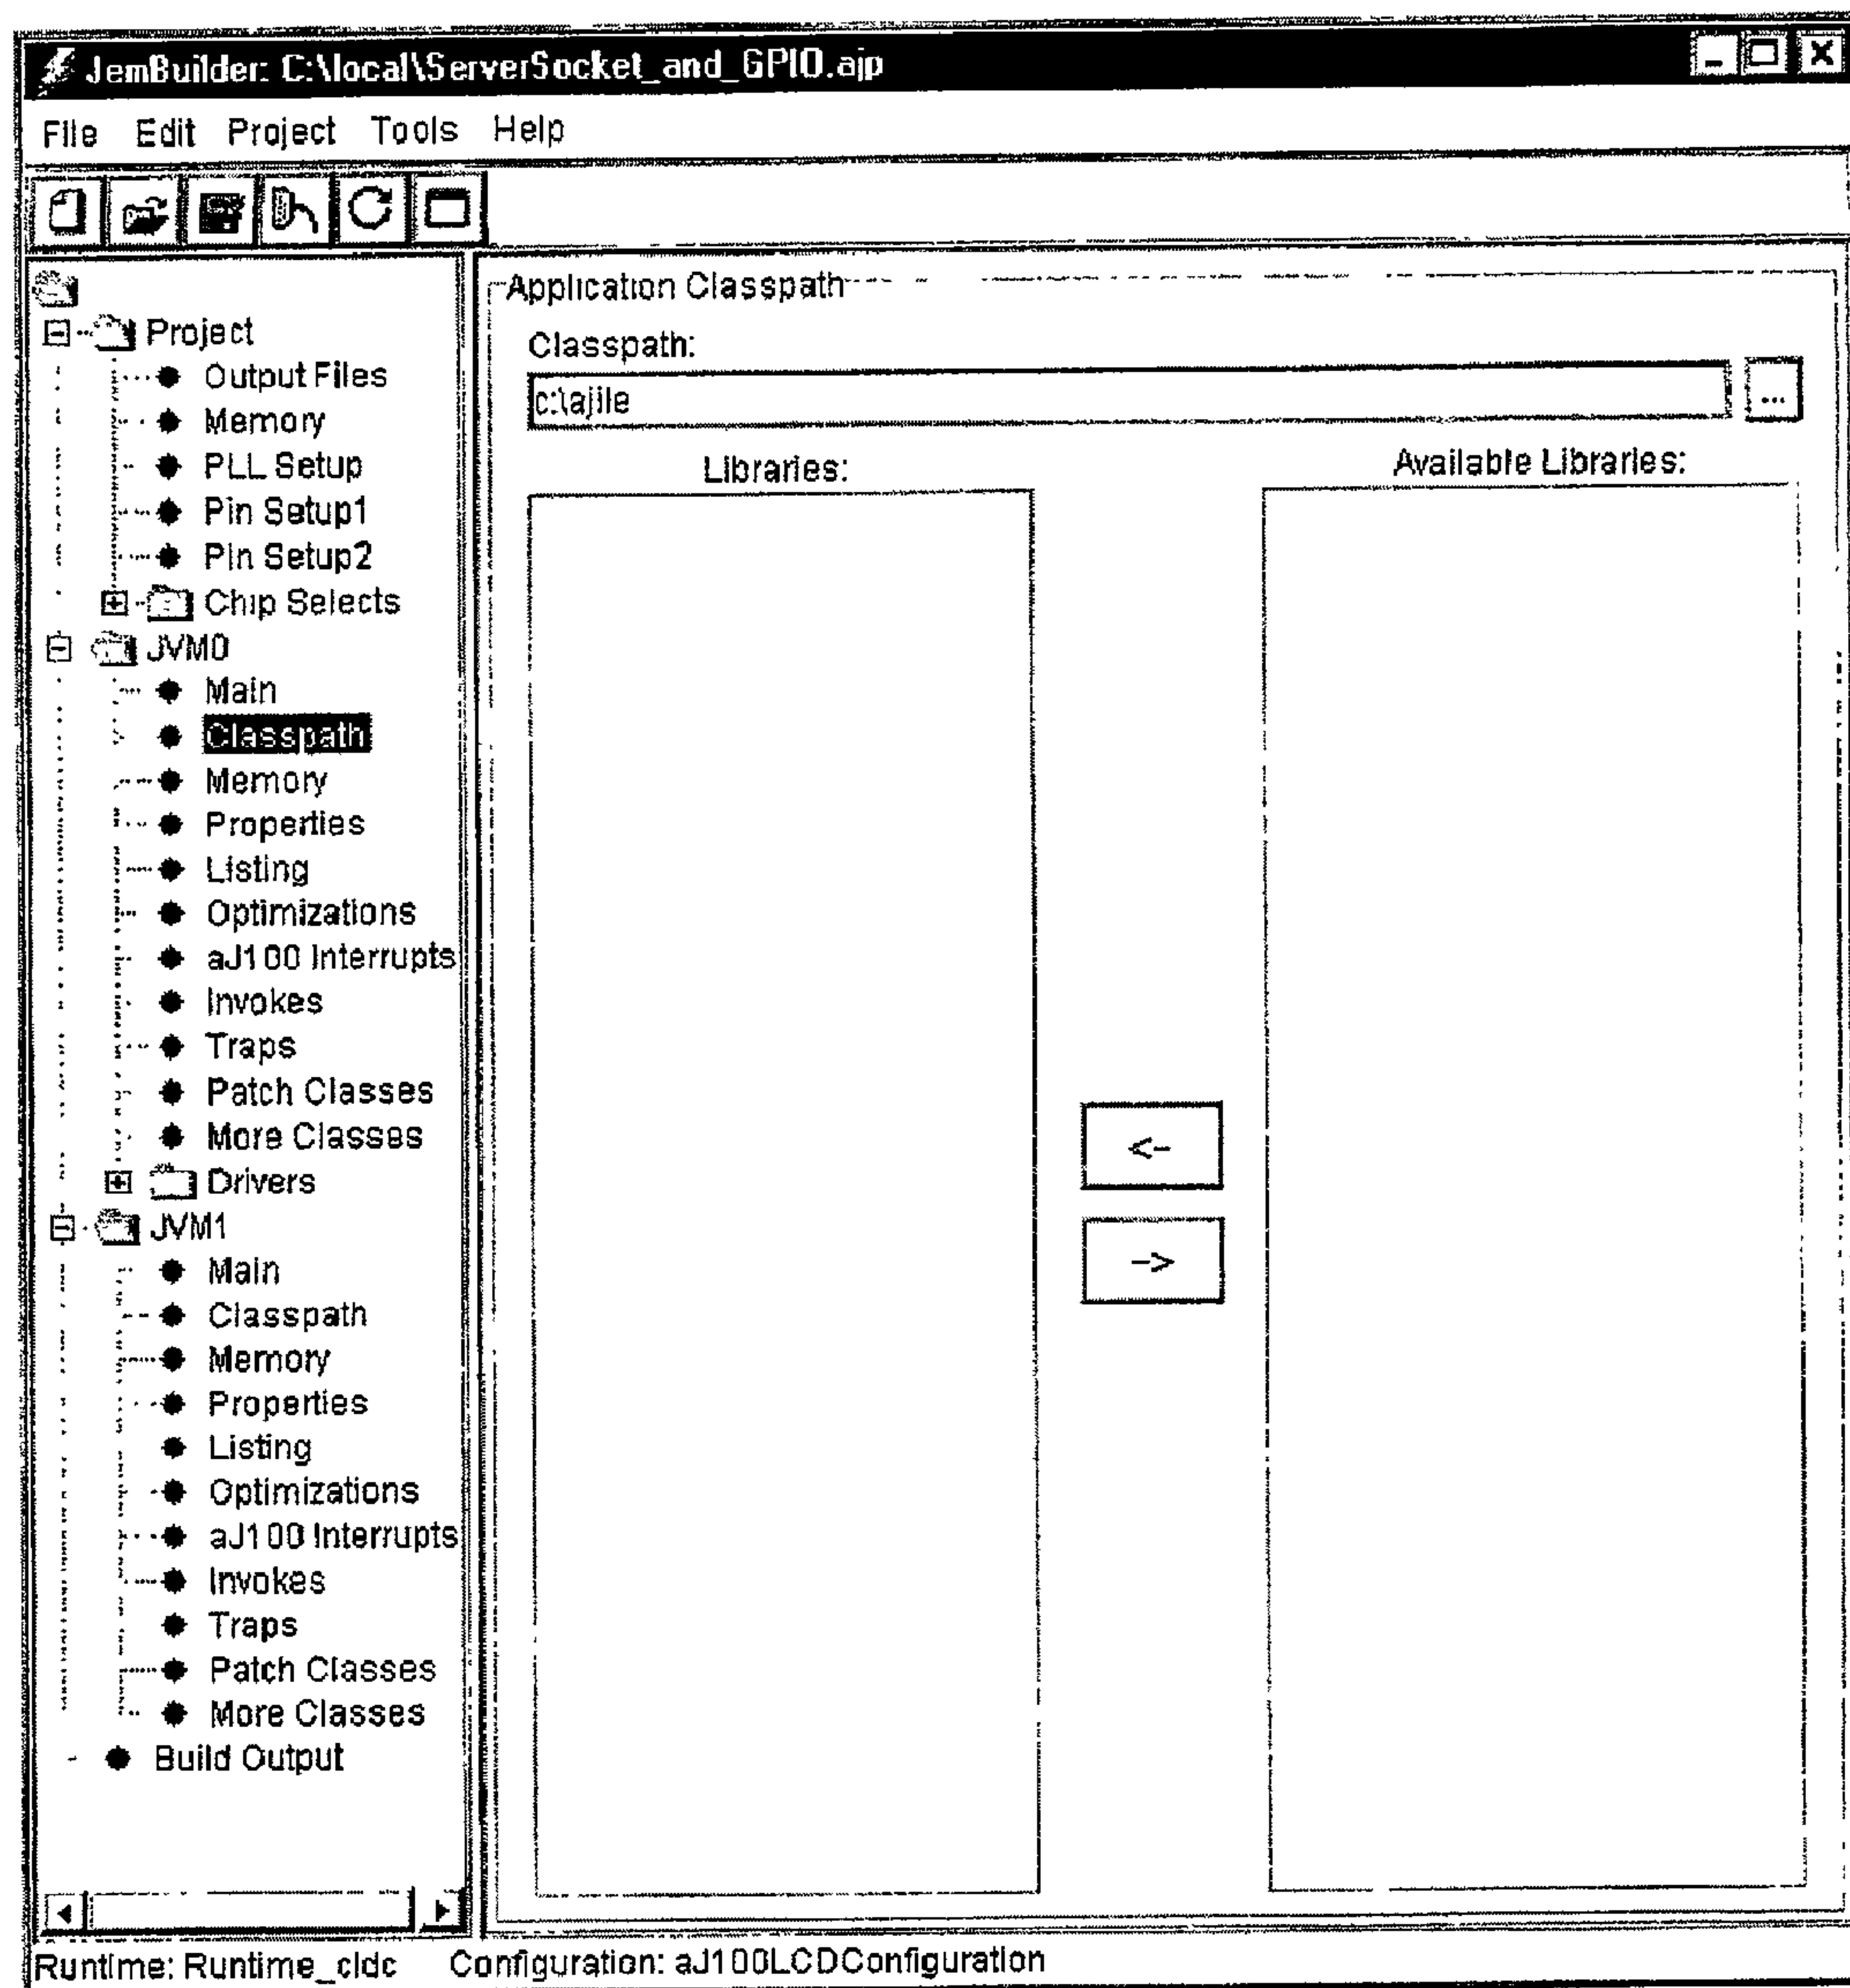 JemBuilder: C:\local\ServerSocket_and_GPIO.ajp
File Edit Project Tools Help
Project
Output Files
Memory
PLL Setup
Pin Setup1
Pin Setup2
Chip Selects
JVM0
Main
Classpath
Memory
Properties
Listing
Optimizations
aJ100 Interrupts
Invokes
Traps
Patch Classes
More Classes
Drivers
JVM1
Main
Classpath
Memory
Properties
Listing
Optimizations
aJ100 Interrupts
Invokes
Traps
Patch Classes
More Classes
Build Output
Application Classpath
Classpath:
c:\ajile
...
Libraries:
Available Libraries:
<-
->
Runtime: Runtime_cldc Configuration: aJ100LCDConfiguration